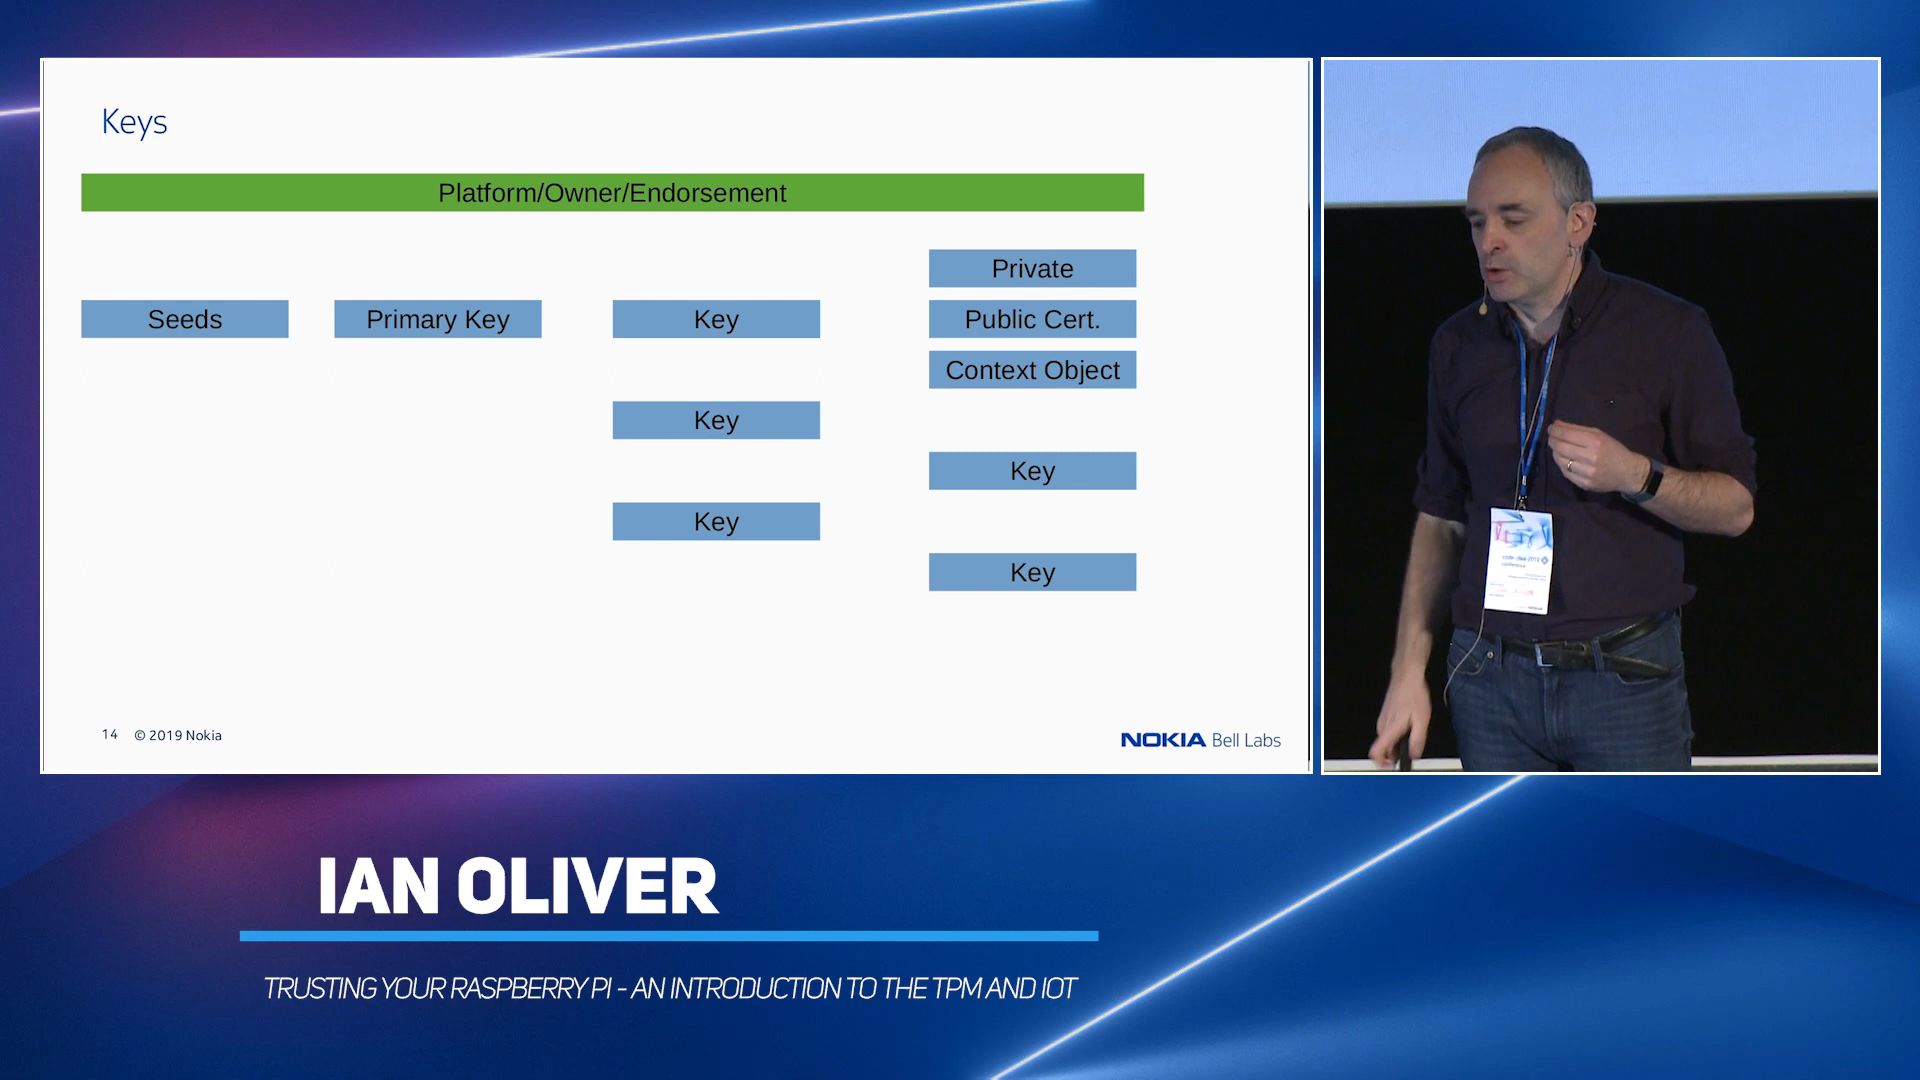 Keys
Platform/Owner/Endorsement
Private
Seeds
Primary Key
Key
Public Cert.
Context Object
Key
Key
Key
Key
14 © 2019 Nokia
NOKIA Bell Labs
IAN OLIVER
TRUSTING YOUR RASPBERRY PI - AN INTRODUCTION TO THE TPM AND IOT